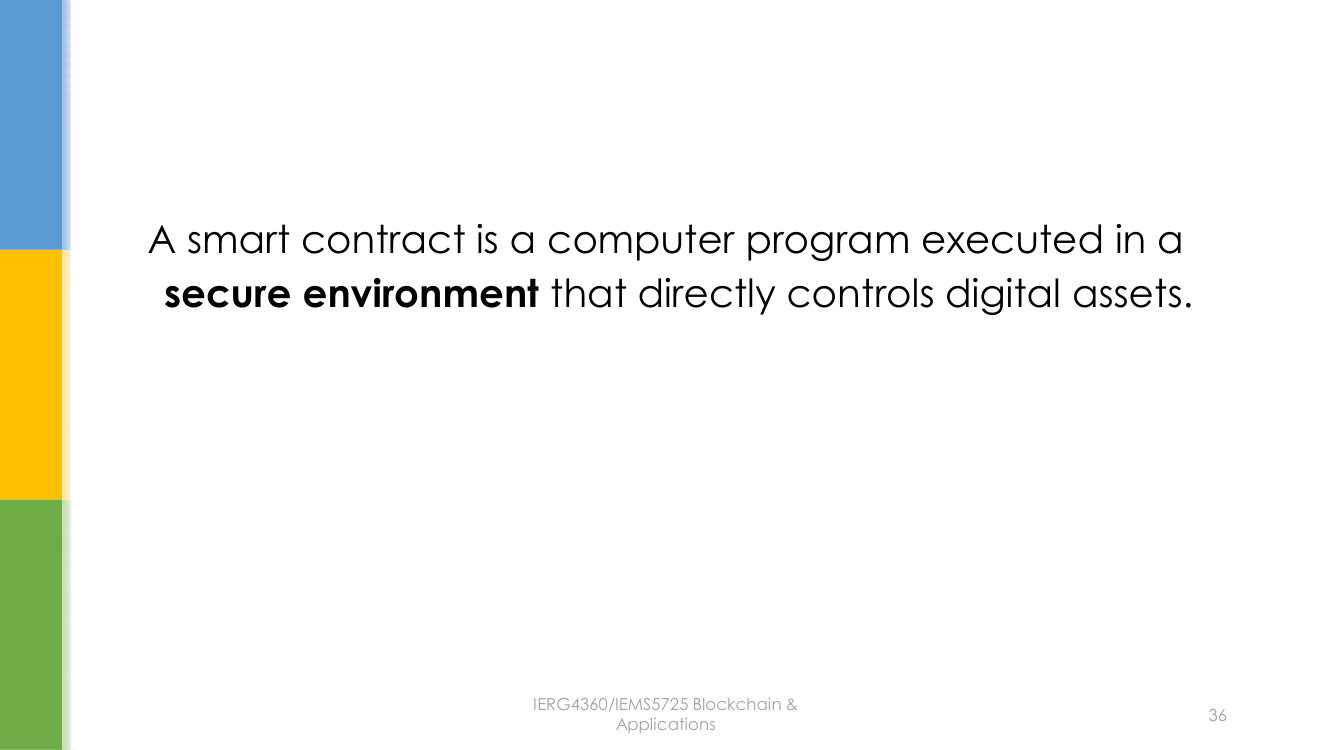 A smart contract is a computer program executed in a
secure environment that directly controls digital assets.
IERG4360/IEMS5725 Blockchain &
Applications
36